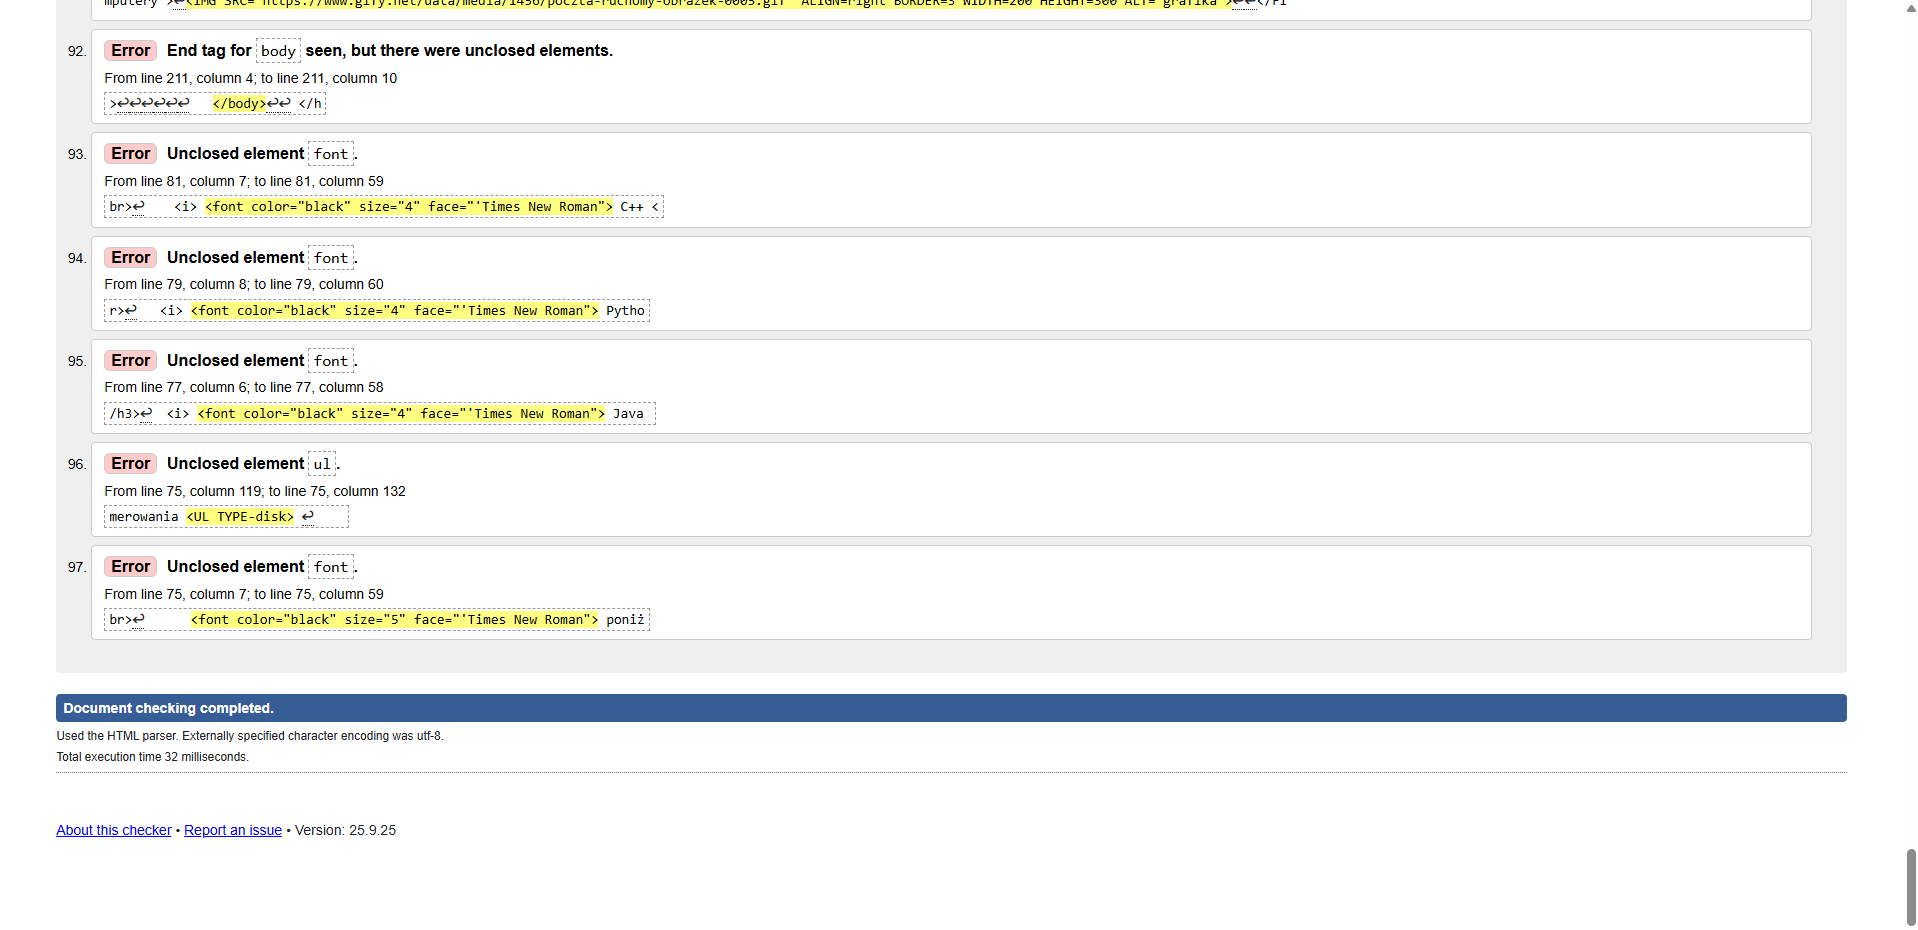 mputery ><IMG SRC="https://www.gify.net/data/media/1456/poczta-ruchomy-obrazek-0005.gif" ALIGN=right BORDER=3 WIDTH=200 HEIGHT=300 ALT="grafika">↩↩</Pi
92. Error End tag for body seen, but there were unclosed elements.
From line 211, column 4; to line 211, column 10
>↩↩↩↩↩↩   </body>↩↩ </h
93. Error Unclosed element font.
From line 81, column 7; to line 81, column 59
br>↩    <i> <font color="black" size="4" face="'Times New Roman"> C++ <
94. Error Unclosed element font.
From line 79, column 8; to line 79, column 60
r>↩   <i> <font color="black" size="4" face="'Times New Roman"> Pytho
95. Error Unclosed element font.
From line 77, column 6; to line 77, column 58
/h3>↩  <i> <font color="black" size="4" face="'Times New Roman"> Java
96. Error Unclosed element ul.
From line 75, column 119; to line 75, column 132
merowania <UL TYPE-disk> ↩
97. Error Unclosed element font.
From line 75, column 7; to line 75, column 59
br>↩      <font color="black" size="5" face="'Times New Roman"> poniż
Document checking completed.
Used the HTML parser. Externally specified character encoding was utf-8.
Total execution time 32 milliseconds.
About this checker • Report an issue • Version: 25.9.25